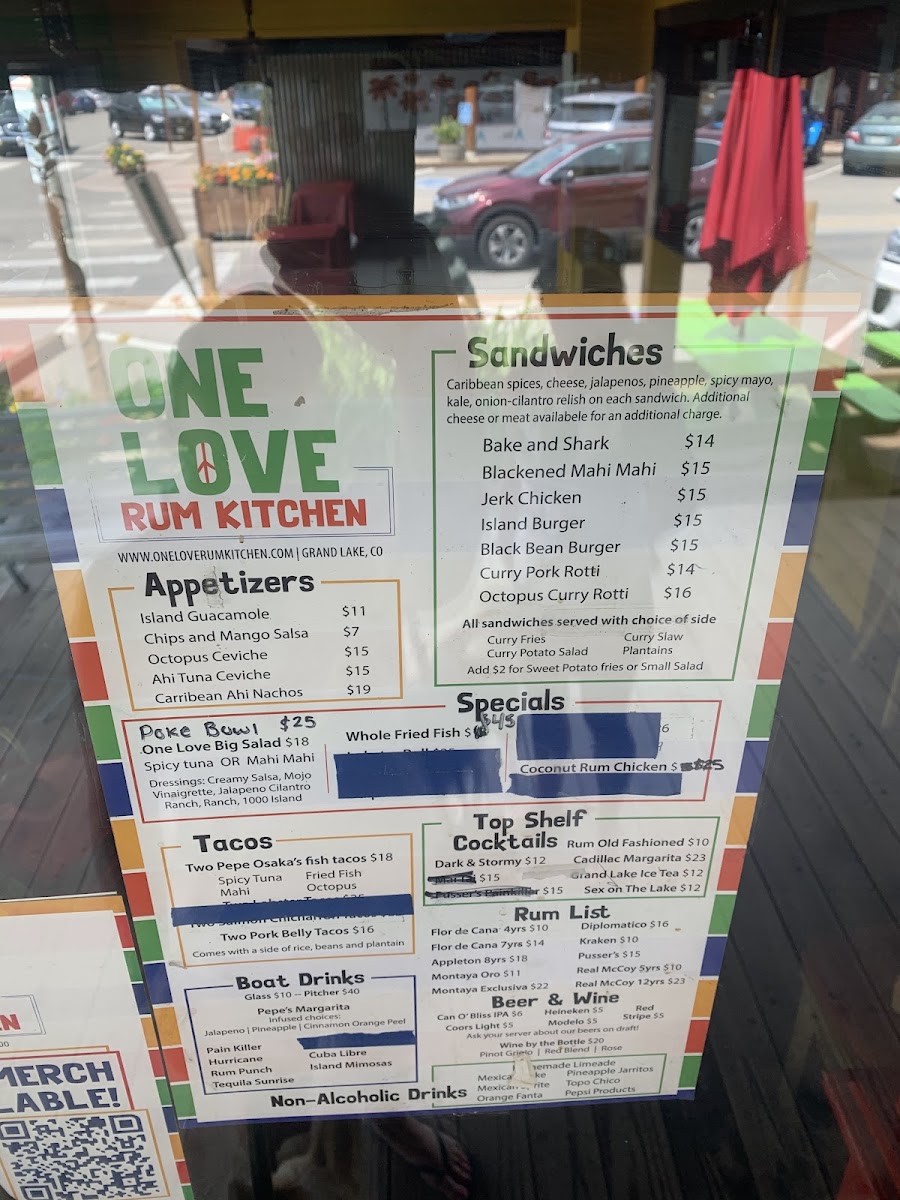 ONE
LOVE
RUM KITCHEN
WWW.ONELOVERUMKITCHEN.COM | GRAND LAKE, CO
Appetizers
Island Guacamole $11
Chips and Mango Salsa $7
Octopus Ceviche $15
Ahi Tuna Ceviche $15
Carribean Ahi Nachos $19
Sandwiches
Caribbean spices, cheese, jalapenos, pineapple, spicy mayo,
kale, onion-cilantro relish on each sandwich. Additional
cheese or meat availabele for an additional charge.
Bake and Shark $14
Blackened Mahi Mahi $15
Jerk Chicken $15
Island Burger $15
Black Bean Burger $15
Curry Pork Rotti $14
Octopus Curry Rotti $16
All sandwiches served with choice of side
Curry Fries Curry Slaw
Curry Potato Salad Plantains
Add $2 for Sweet Potato fries or Small Salad
Specials
Poke Bowl $25
One Love Big Salad $18
Spicy tuna OR Mahi Mahi
Dressings: Creamy Salsa, Mojo
Vinaigrette, Jalapeno Cilantro
Ranch, Ranch, 1000 Island
Whole Fried Fish $ $45
Coconut Rum Chicken $ $25
Tacos
Two Pepe Osaka's fish tacos $18
Spicy Tuna Fried Fish
Mahi Octopus
Two Pork Belly Tacos $16
Comes with a side of rice, beans and plantain
Top Shelf
Cocktails
Rum Old Fashioned $10
Dark & Stormy $12 Cadillac Margarita $23
$15 Grand Lake Ice Tea $12
Pusser's Painkiller $15 Sex on The Lake $12
Rum List
Flor de Cana 4yrs $10 Diplomatico $16
Flor de Cana 7yrs $14 Kraken $10
Appleton 8yrs $18 Pusser's $15
Montaya Oro $11 Real McCoy 5yrs $10
Montaya Exclusiva $22 Real McCoy 12yrs $23
Boat Drinks
Glass $10 — Pitcher $40
Pepe's Margarita
Infused choices:
Jalapeno | Pineapple | Cinnamon Orange Peel
Pain Killer
Hurricane Cuba Libre
Rum Punch Island Mimosas
Tequila Sunrise
Beer & Wine
Can O' Bliss IPA $6 Heineken $5 Red
Coors Light $5 Modelo $5 Stripe $5
Ask your server about our beers on draft!
Wine by the Bottle $20
Pinot Grigio | Red Blend | Rose
Non-Alcoholic Drinks
Limeade
Pineapple Jarritos
Topo Chico
Orange Fanta Pepsi Products
MERCH
LABLE!